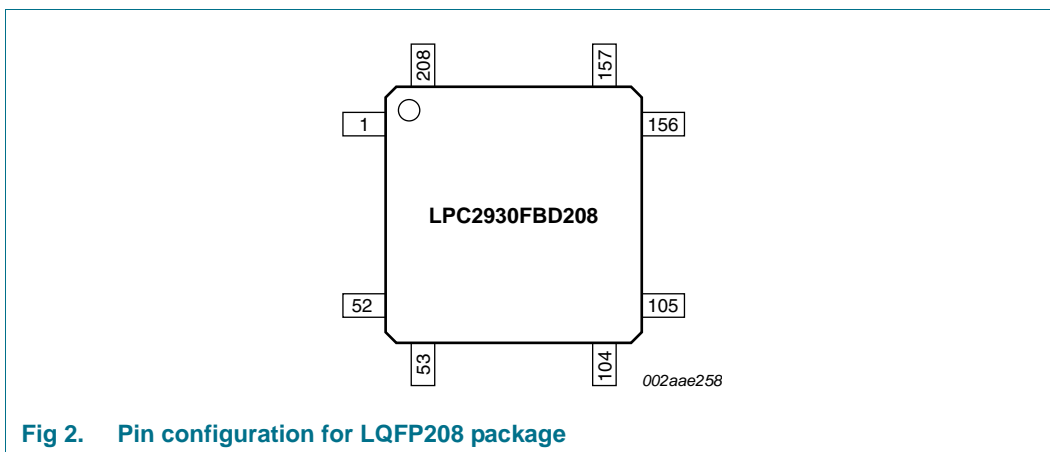 208
157
1
156
LPC2930FBD208
52
105
53
104
002aae258
Fig 2. Pin configuration for LQFP208 package